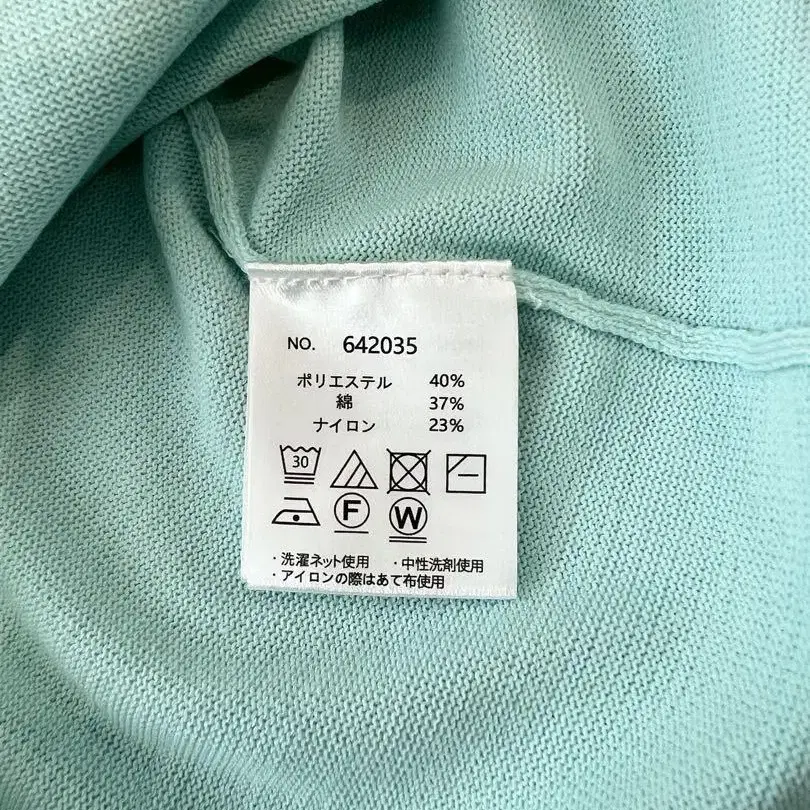 NO. 642035
ポリエステル 40%
綿 37%
ナイロン 23%
30
F W
・洗濯ネット使用 ・中性洗剤使用
・アイロンの際はあて布使用